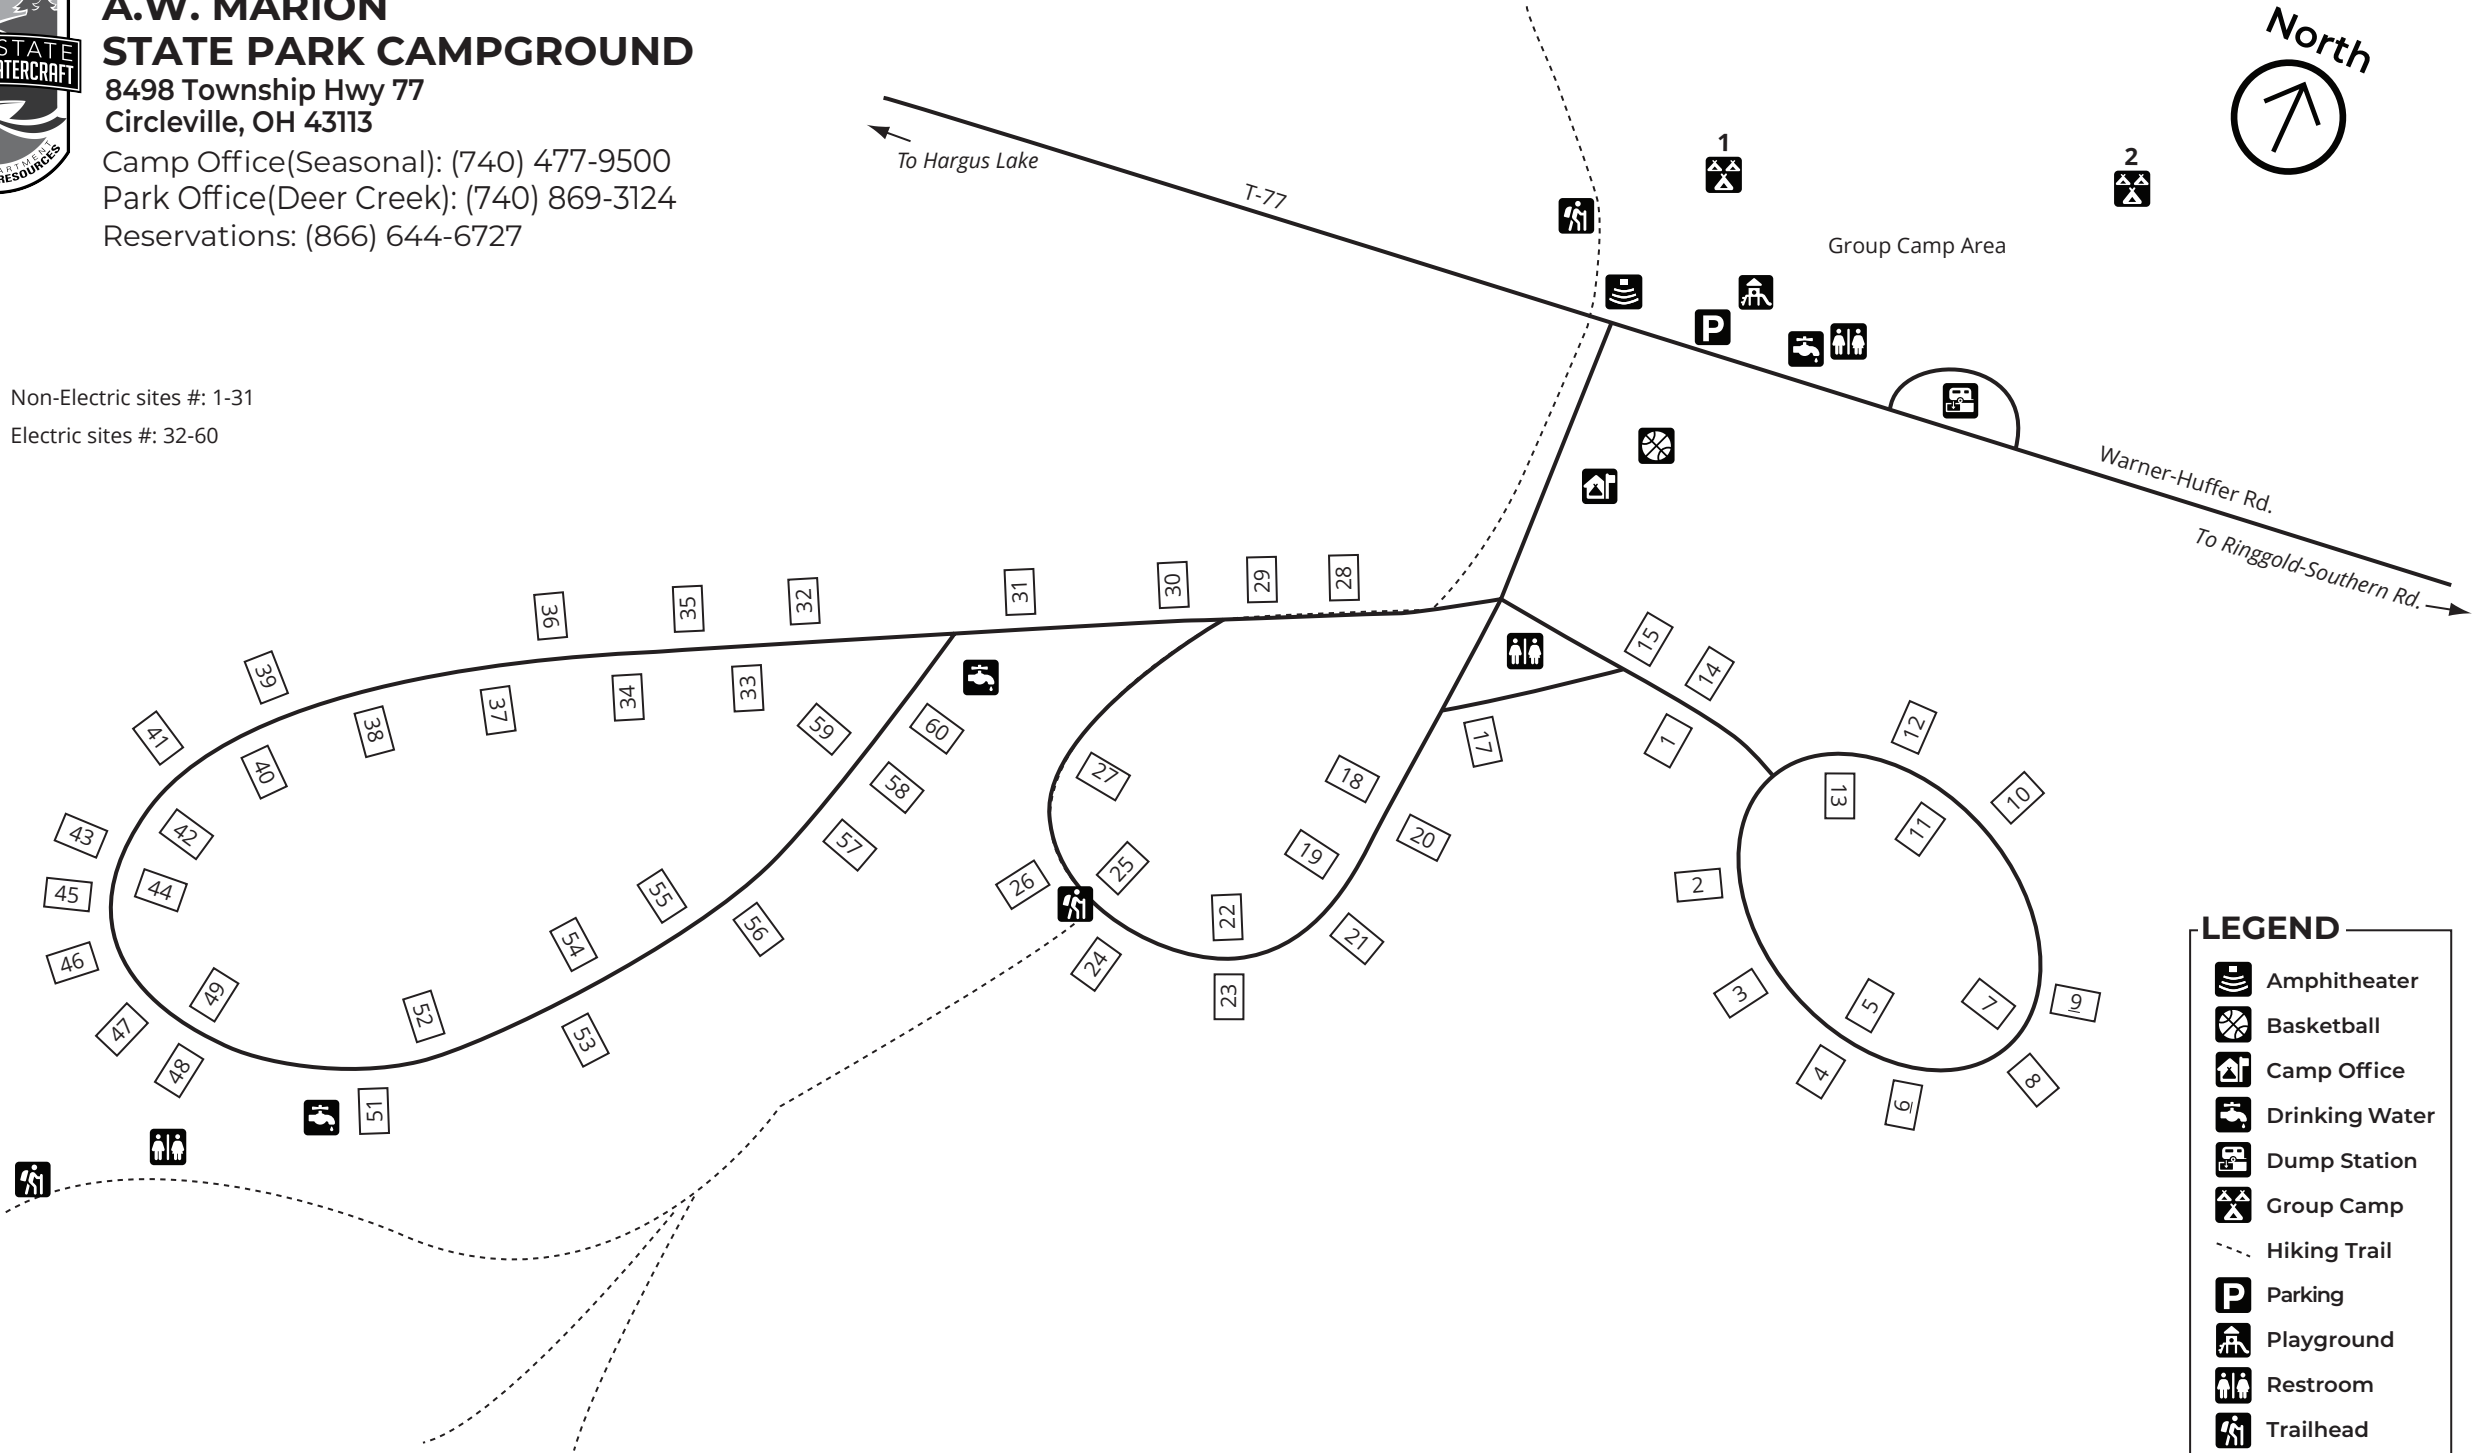 A.W. MARION
STATE PARK CAMPGROUND
8498 Township Hwy 77
Circleville, OH 43113
Camp Office(Seasonal): (740) 477-9500
Park Office(Deer Creek): (740) 869-3124
Reservations: (866) 644-6727
STATE
ATERCRAFT
RESOURCES
North
To Hargus Lake
T-77
1
2
Group Camp Area
P
Non-Electric sites #: 1-31
Electric sites #: 32-60
Warner-Huffer Rd.
To Ringgold-Southern Rd.
36
35
32
31
30
29
28
39
38
37
34
33
59
60
41
40
58
57
43
42
45
44
46
49
47
48
52
51
53
54
55
56
27
26
25
24
22
23
21
19
18
20
17
15
14
1
12
13
11
10
2
3
5
4
6
7
9
8
LEGEND
Amphitheater
Basketball
Camp Office
Drinking Water
Dump Station
Group Camp
Hiking Trail
P Parking
Playground
Restroom
Trailhead